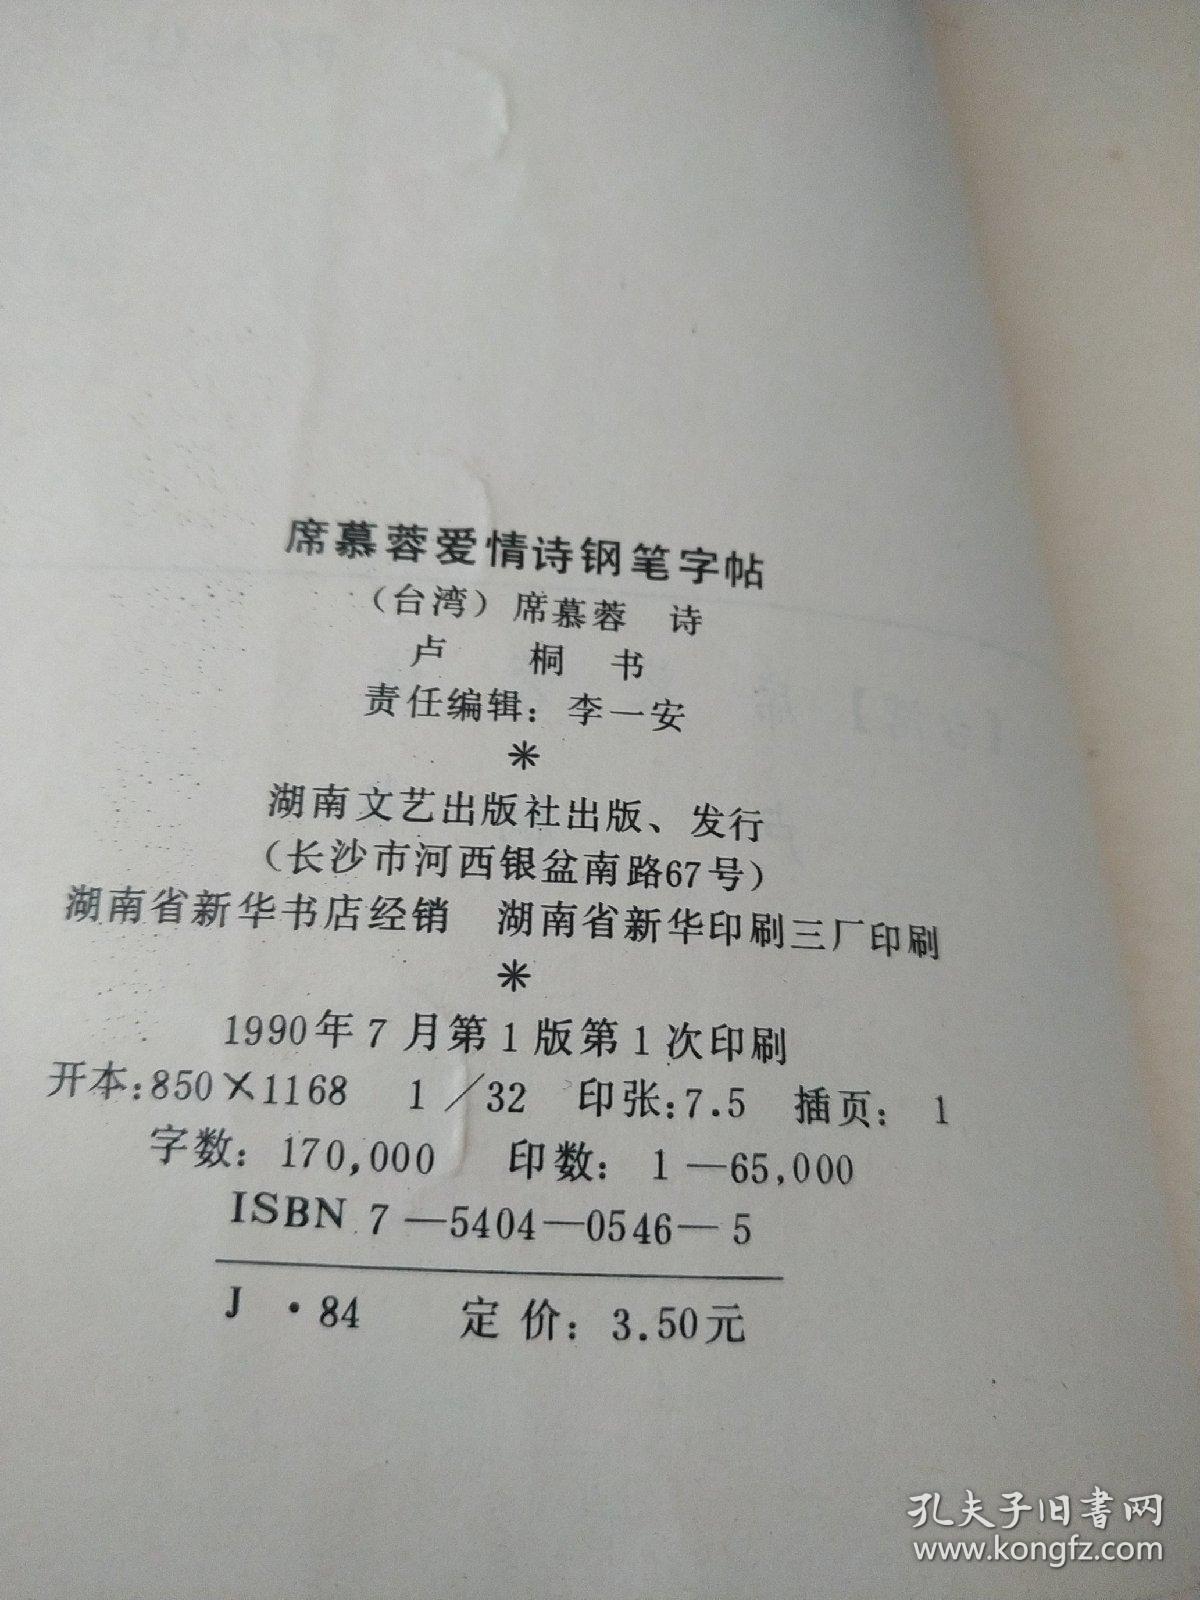 席慕蓉爱情诗钢笔字帖
（台湾）席慕蓉 诗
卢 桐 书
责任编辑：李一安
*
湖南文艺出版社出版、发行
（长沙市河西银盆南路67号）
湖南省新华书店经销 湖南省新华印刷三厂印刷
*
1990年7月第1版第1次印刷
开本：850×1168 1／32 印张：7.5 插页：1
字数：170,000 印数：1—65,000
ISBN 7—5404—0546—5
J·84 定价：3.50元
孔夫子旧書网
www.kongfz.com